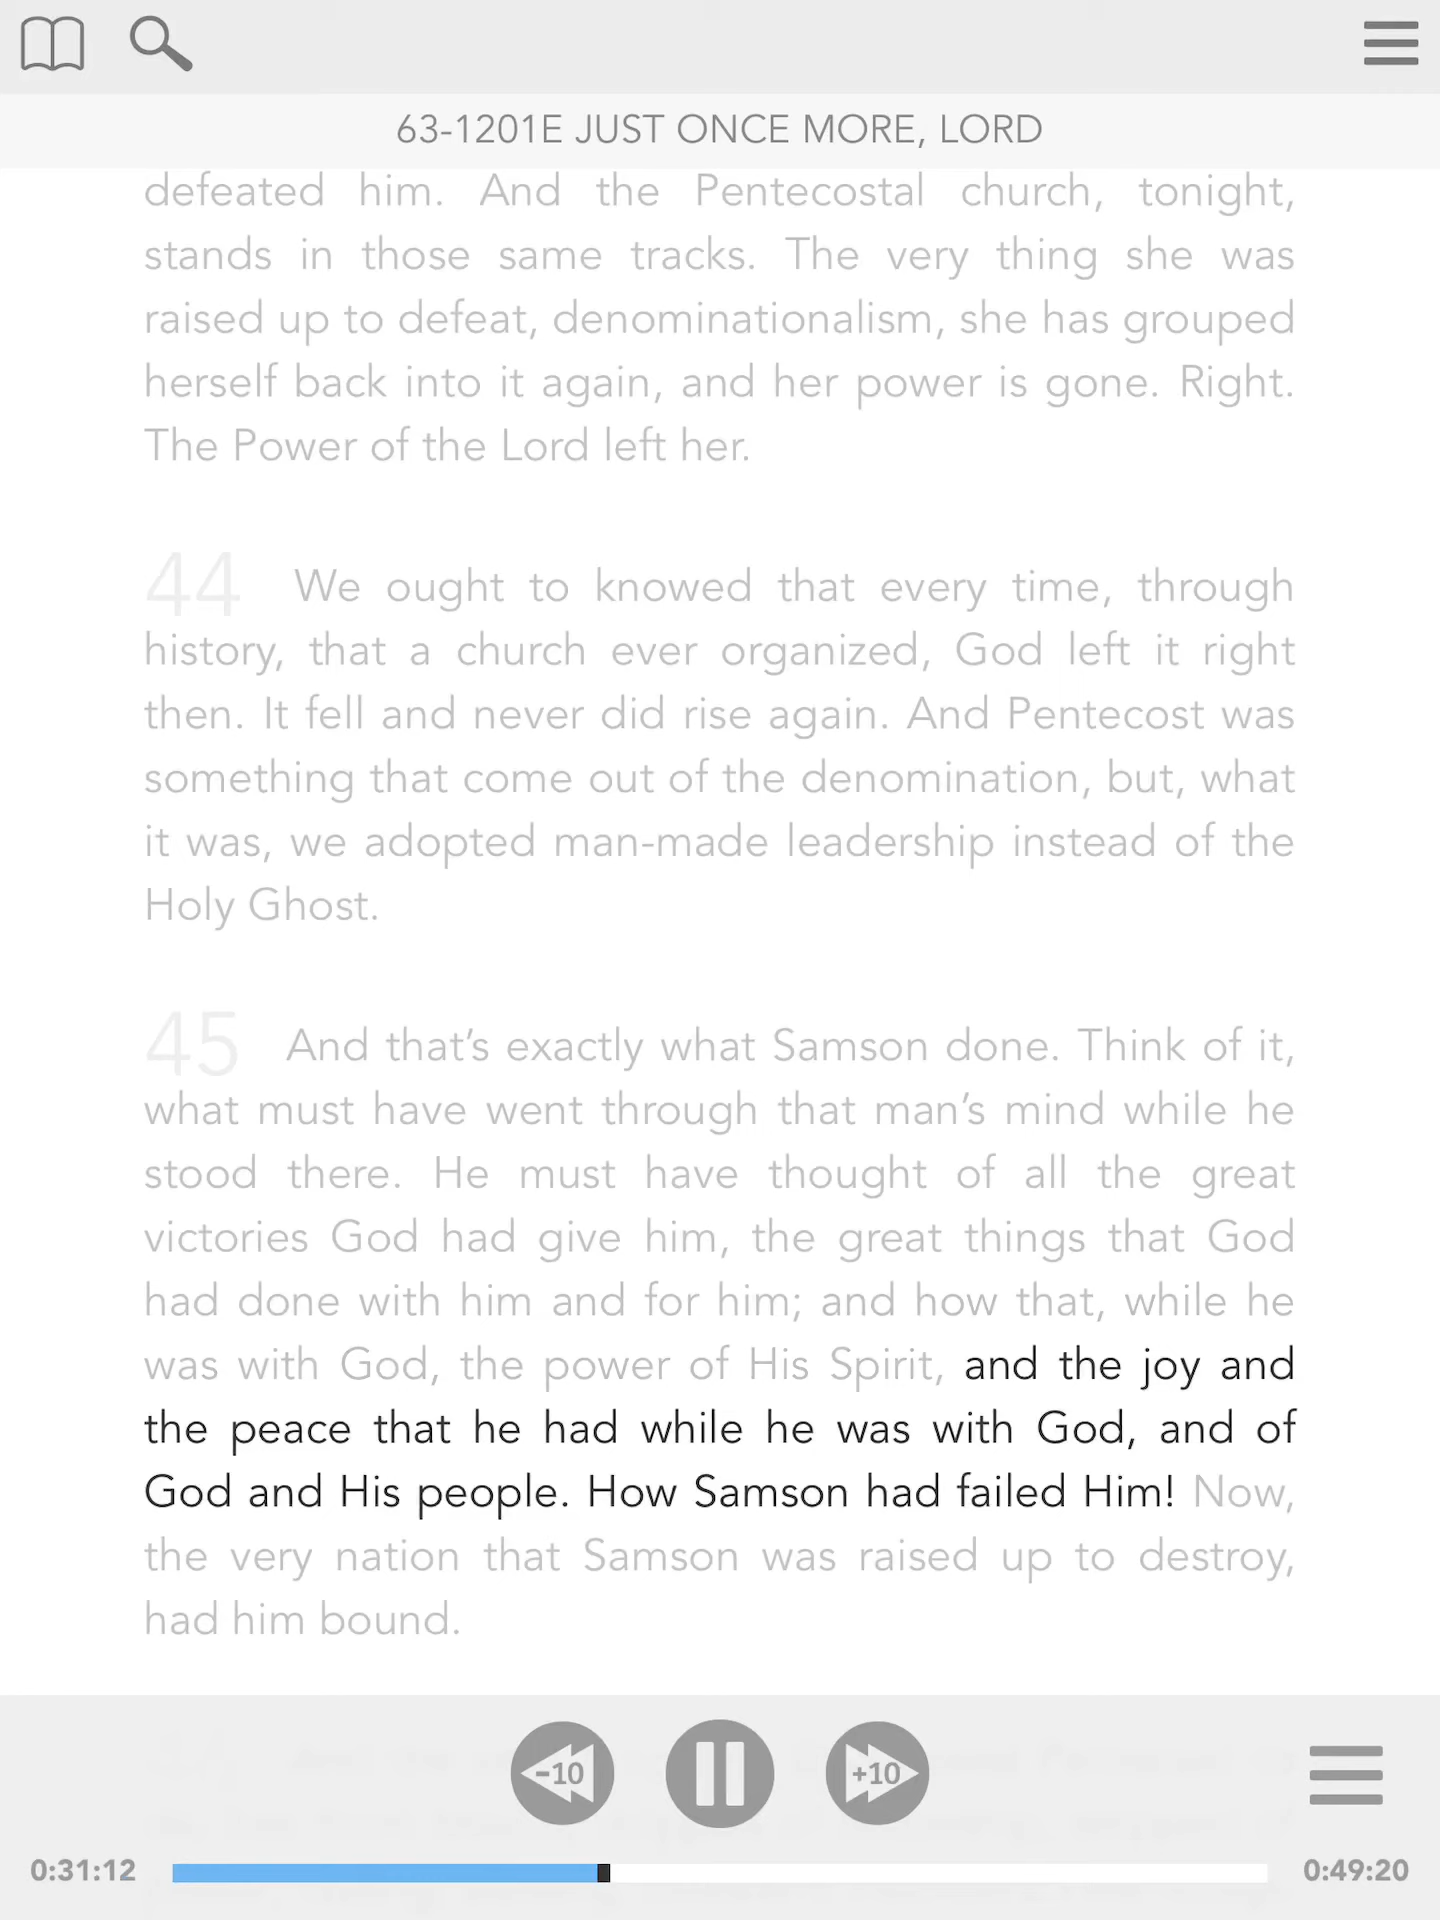 63-1201E JUST ONCE MORE, LORD
defeated him. And the Pentecostal church, tonight,
stands in those same tracks. The very thing she was
raised up to defeat, denominationalism, she has grouped
herself back into it again, and her power is gone. Right.
The Power of the Lord left her.
44 We ought to knowed that every time, through
history, that a church ever organized, God left it right
then. It fell and never did rise again. And Pentecost was
something that come out of the denomination, but, what
it was, we adopted man-made leadership instead of the
Holy Ghost.
45 And that’s exactly what Samson done. Think of it,
what must have went through that man’s mind while he
stood there. He must have thought of all the great
victories God had give him, the great things that God
had done with him and for him; and how that, while he
was with God, the power of His Spirit, and the joy and
the peace that he had while he was with God, and of
God and His people. How Samson had failed Him! Now,
the very nation that Samson was raised up to destroy,
had him bound.
-10 +10
0:31:12 0:49:20